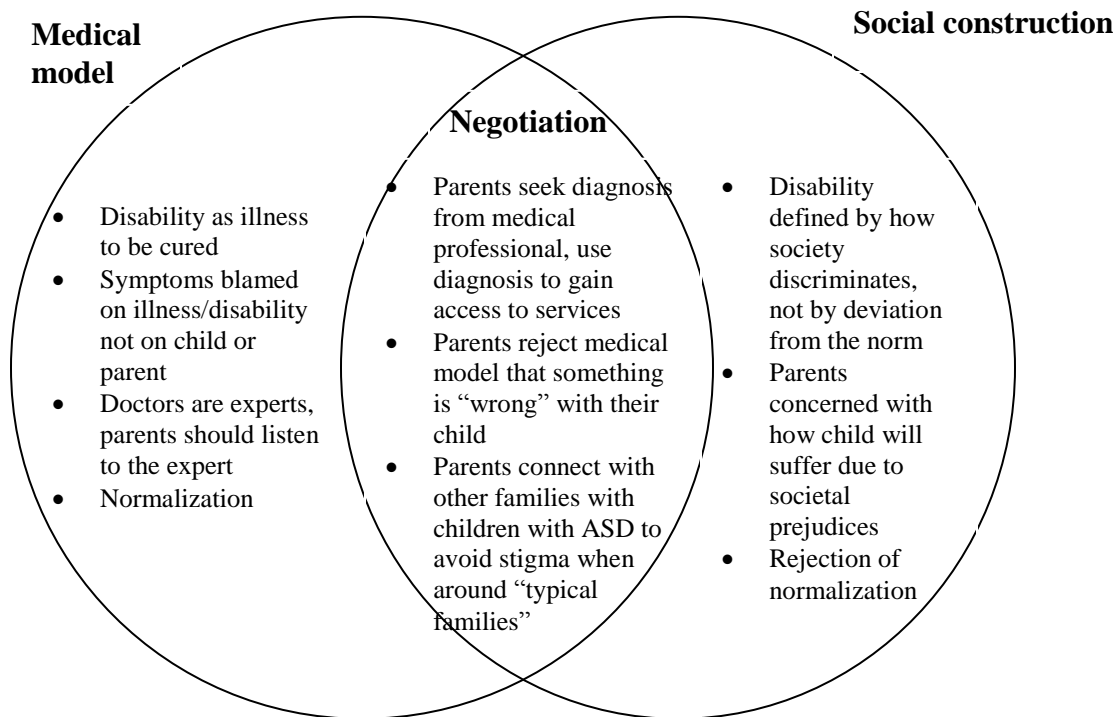 Medical
model
Social construction
Negotiation
• Disability as illness
to be cured
• Symptoms blamed
on illness/disability
not on child or
parent
• Doctors are experts,
parents should listen
to the expert
• Normalization
• Parents seek diagnosis
from medical
professional, use
diagnosis to gain
access to services
• Parents reject medical
model that something
is “wrong” with their
child
• Parents connect with
other families with
children with ASD to
avoid stigma when
around “typical
families”
• Disability
defined by how
society
discriminates,
not by deviation
from the norm
• Parents
concerned with
how child will
suffer due to
societal
prejudices
• Rejection of
normalization